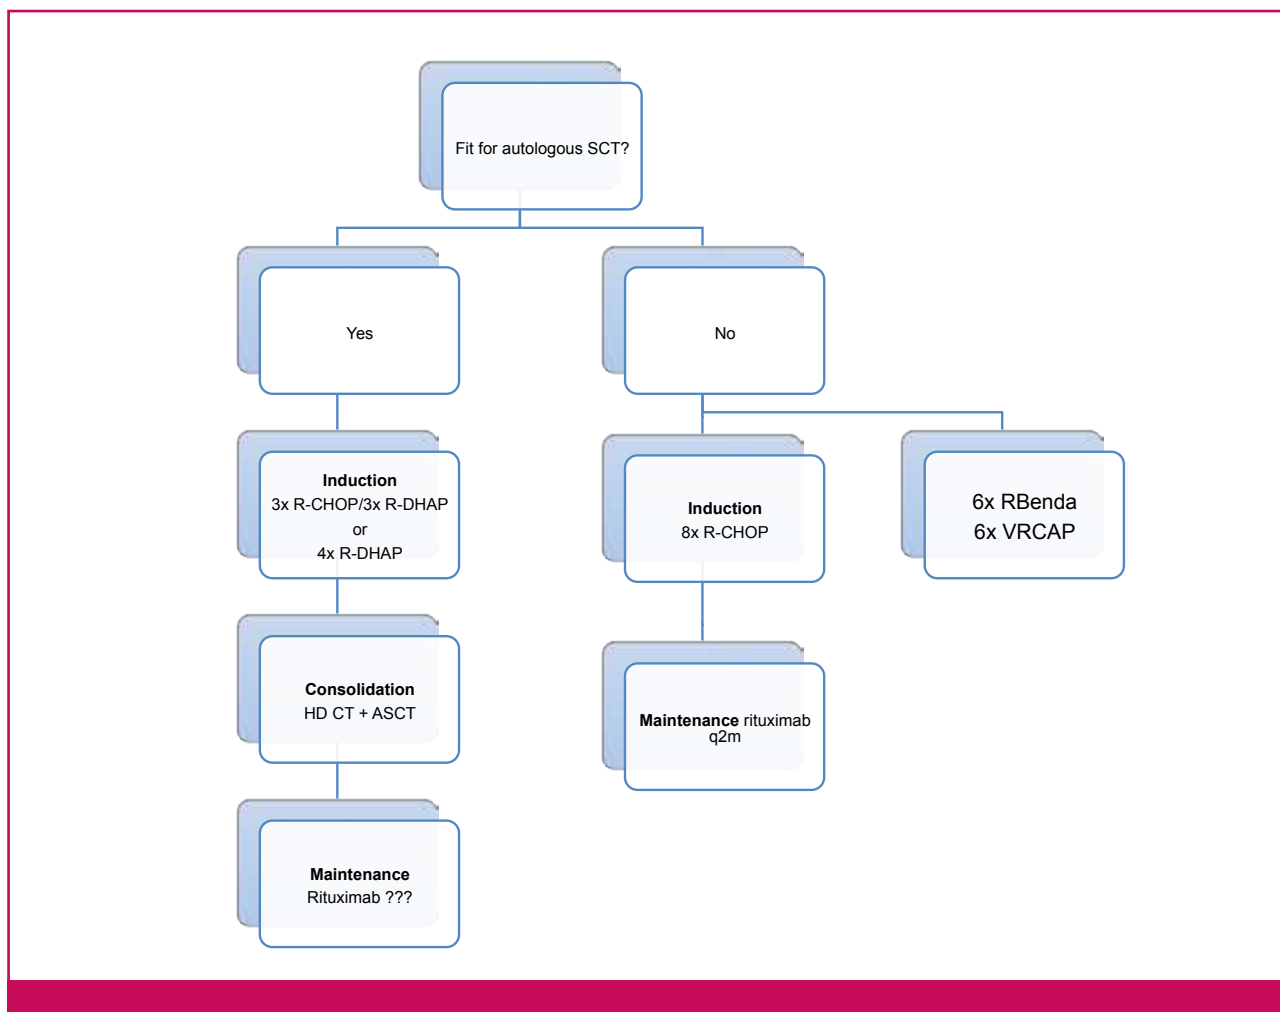 Fit for autologous SCT?
Yes
No
Induction
3x R-CHOP/3x R-DHAP
or
4x R-DHAP
Induction
8x R-CHOP
6x RBenda
6x VRCAP
Consolidation
HD CT + ASCT
Maintenance rituximab
q2m
Maintenance
Rituximab ???